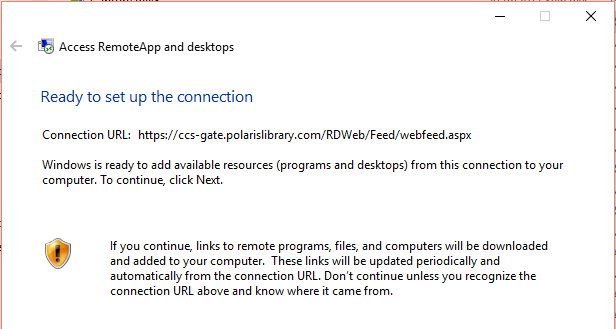 Access RemoteApp and desktops
Ready to set up the connection
Connection URL: https://ccs-gate.polarislibrary.com/RDWeb/Feed/webfeed.aspx
Windows is ready to add available resources (programs and desktops) from this connection to your
computer. To continue, click Next.
If you continue, links to remote programs, files, and computers will be downloaded
and added to your computer.  These links will be updated periodically and
automatically from the connection URL. Don't continue unless you recognize the
connection URL above and know where it came from.